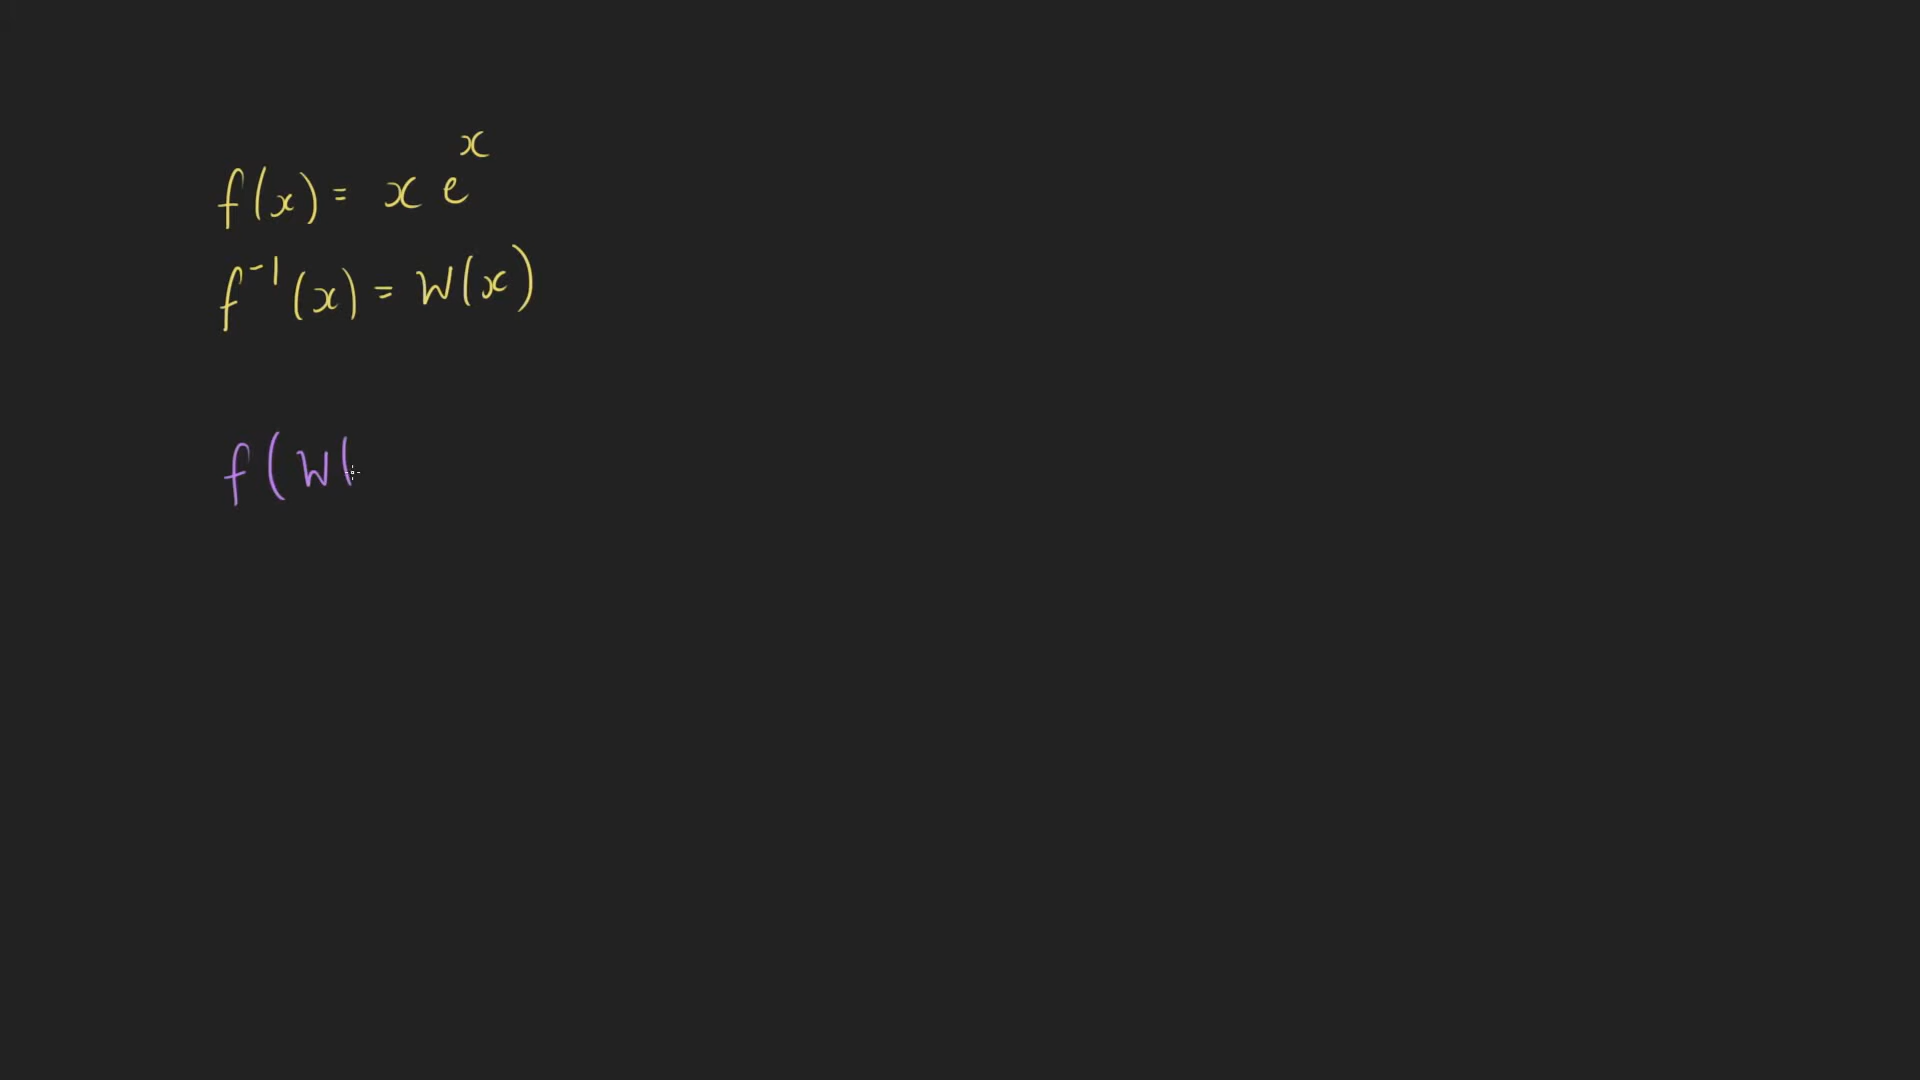 f(x) = x e^x
f^-1(x) = W(x)
f(W(